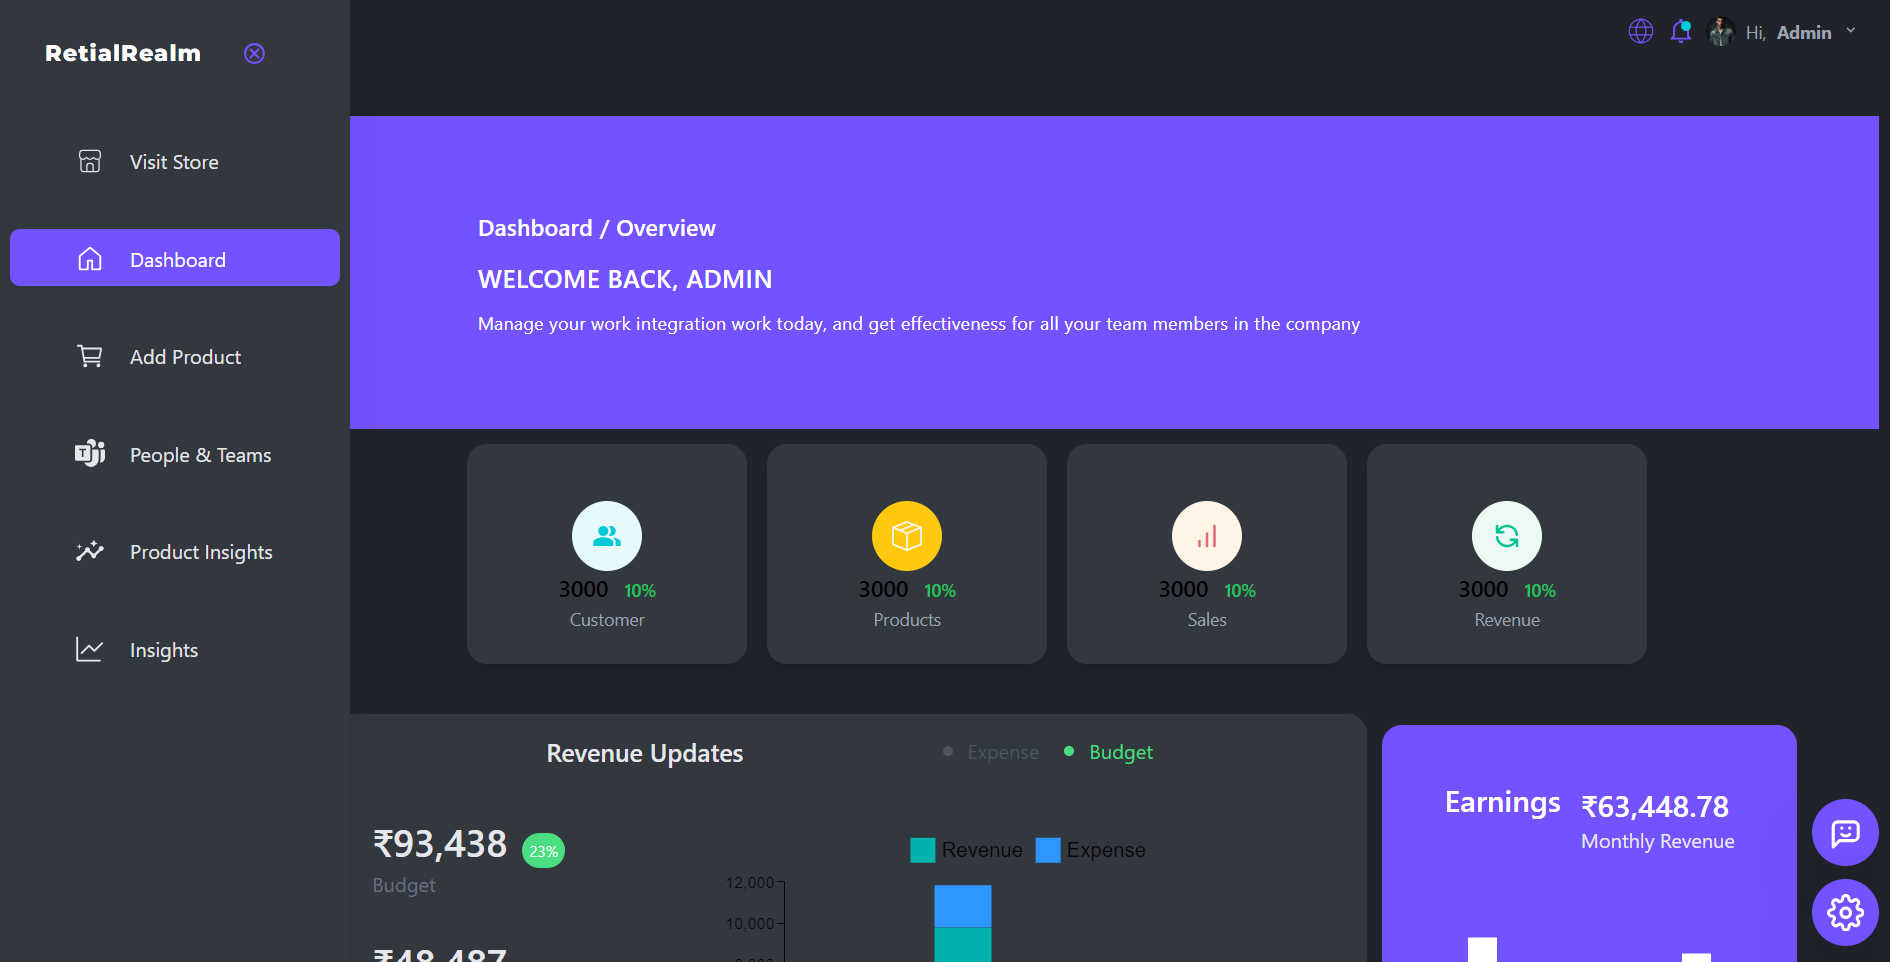 RetialRealm
Hi, Admin
Visit Store
Dashboard
Add Product
People & Teams
Product Insights
Insights
Dashboard / Overview
WELCOME BACK, ADMIN
Manage your work integration work today, and get effectiveness for all your team members in the company
3000 10%
Customer
3000 10%
Products
3000 10%
Sales
3000 10%
Revenue
Revenue Updates
Expense
Budget
₹93,438 23%
Budget
₹48,487
Revenue Expense
12,000
10,000
Earnings
₹63,448.78
Monthly Revenue